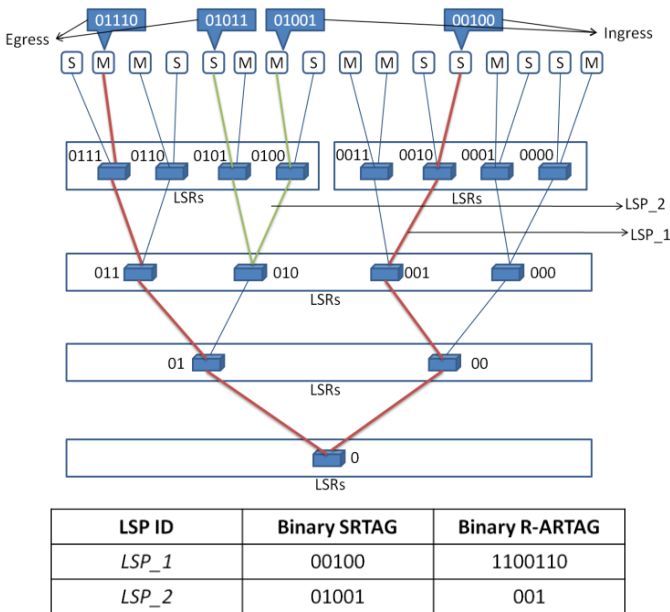 01110 01011 01001 00100
Egress Ingress
S M M S S M M S M M S S M S S M
0111 0110 0101 0100 0011 0010 0001 0000
LSRs LSRs
LSP_2
LSP_1
011 010 001 000
LSRs
01 00
LSRs
0
LSRs
LSP ID Binary SRTAG Binary R-ARTAG
LSP_1 00100 1100110
LSP_2 01001 001